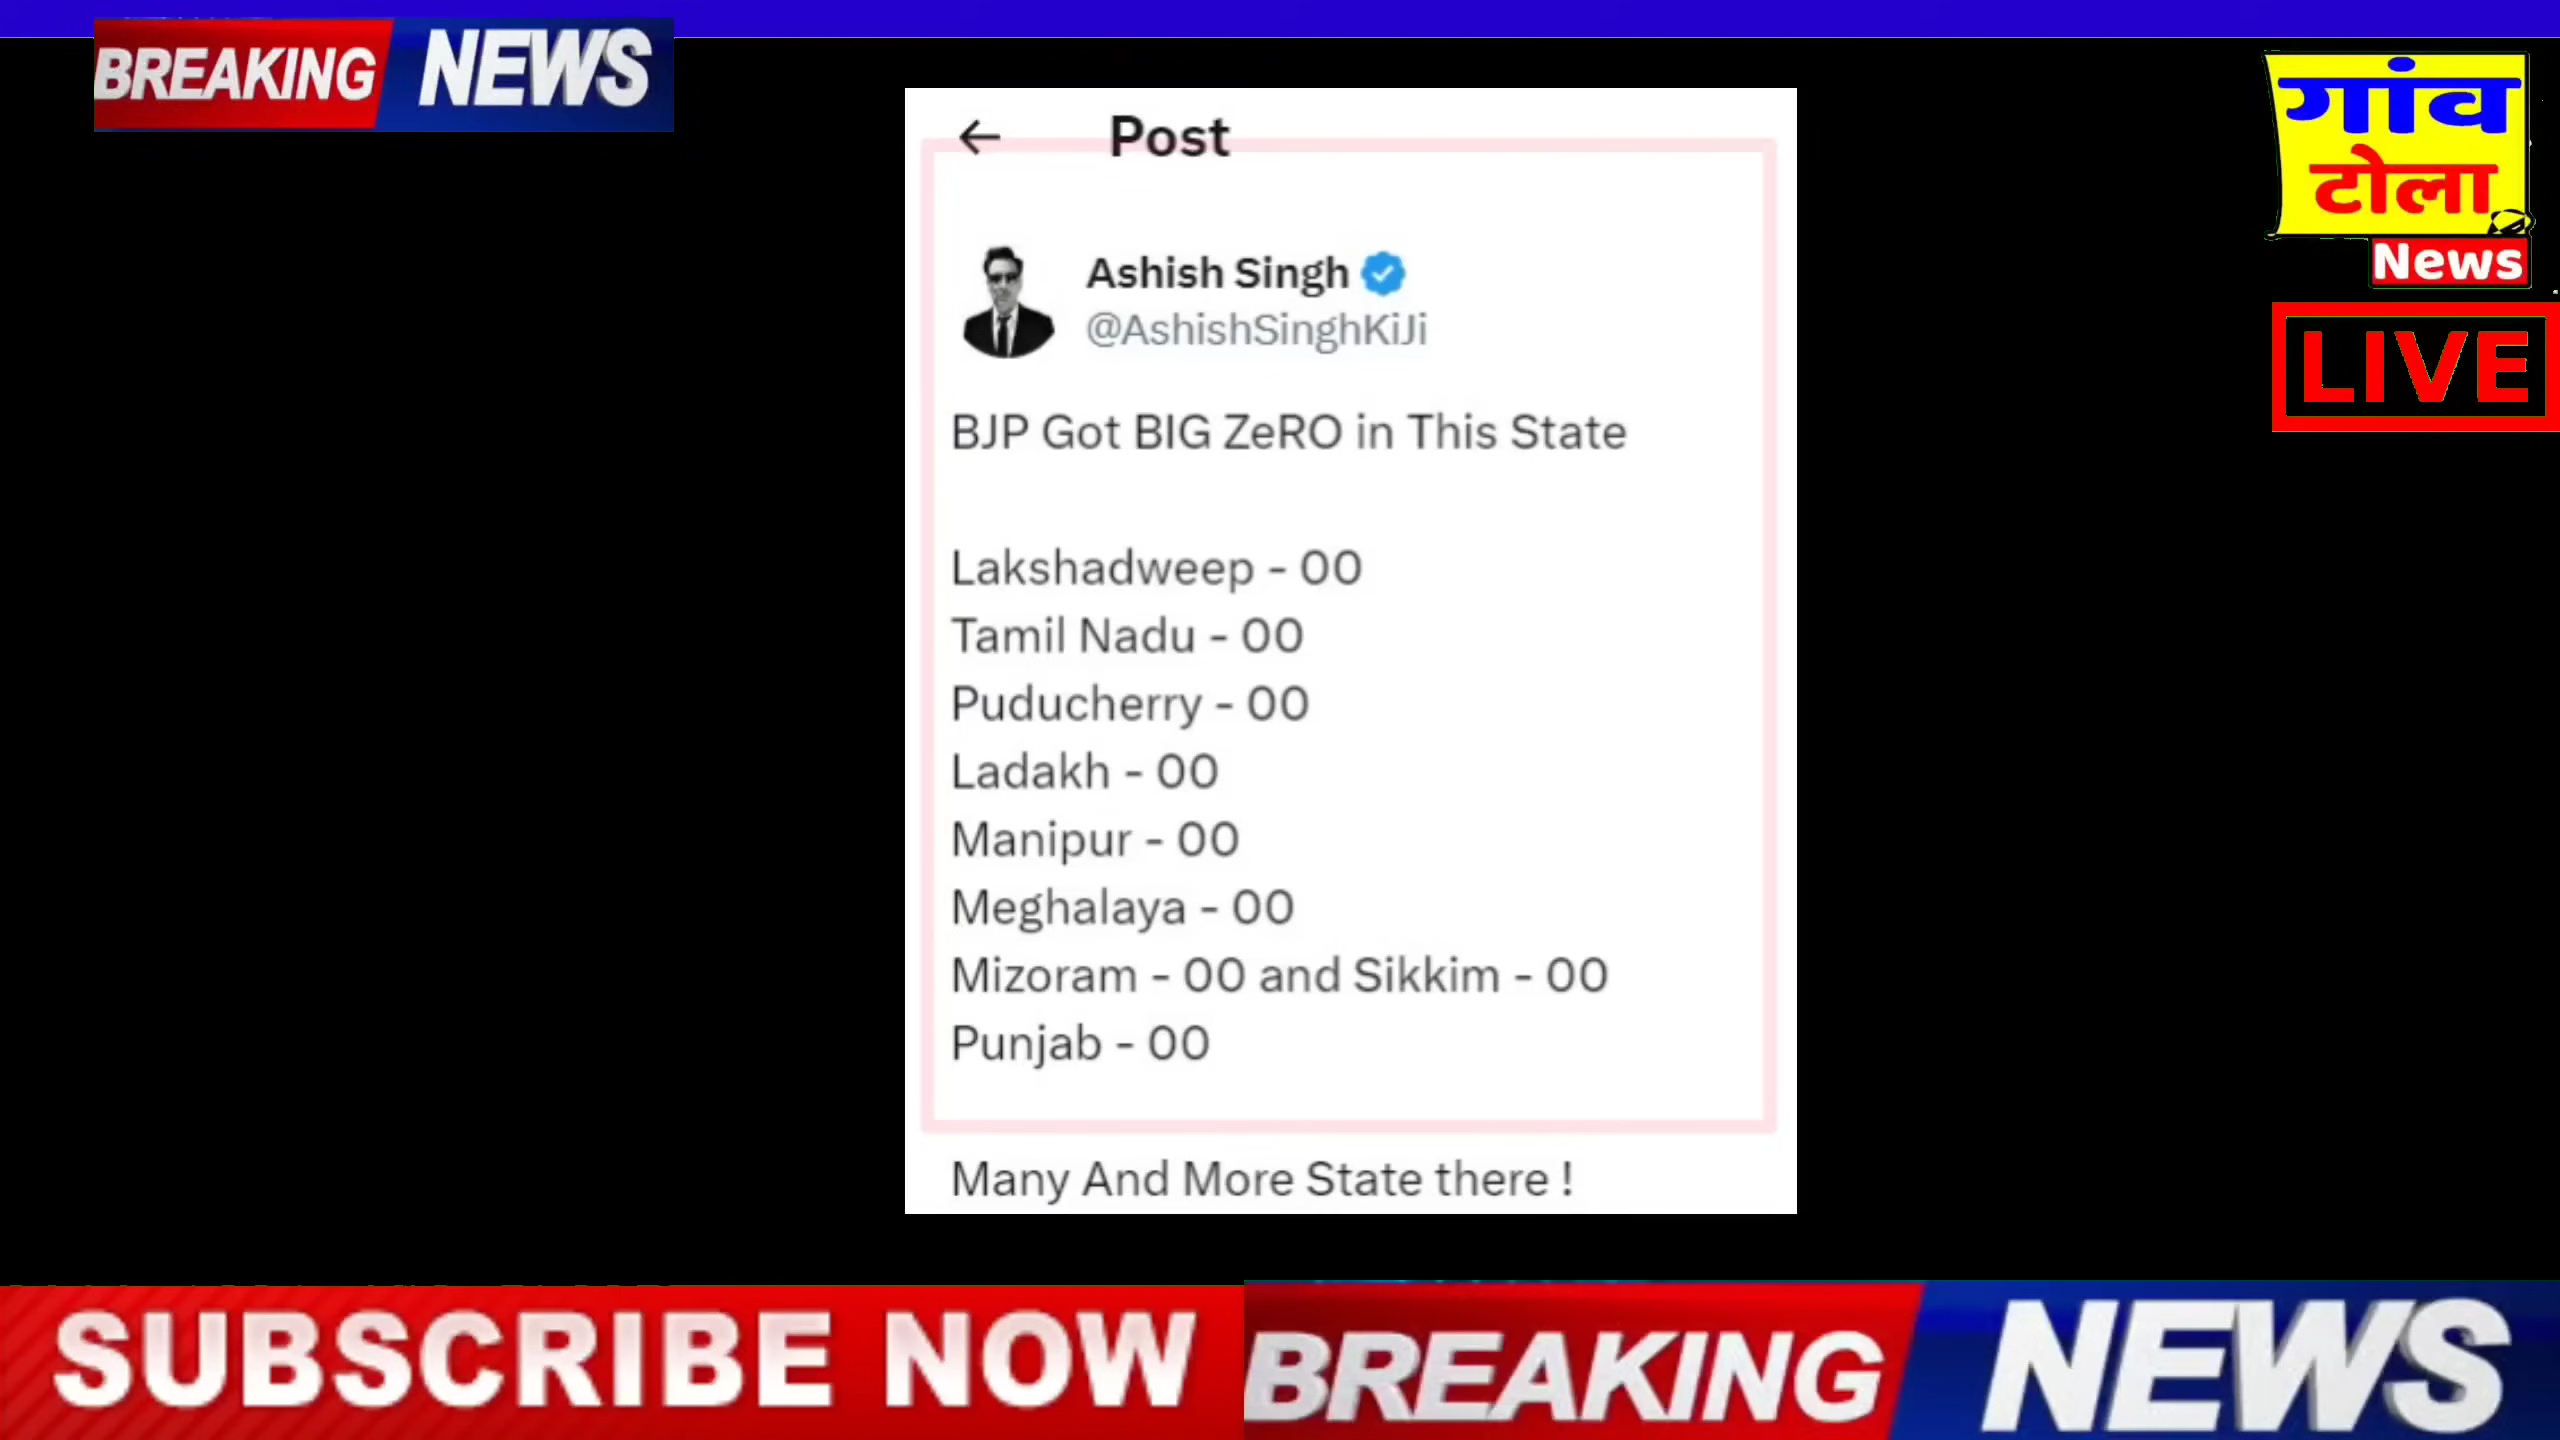 BREAKING NEWS
गांव
टोला
News
LIVE
Post
Ashish Singh
@AshishSinghKiJi
BJP Got BIG ZeRO in This State
Lakshadweep - 00
Tamil Nadu - 00
Puducherry - 00
Ladakh - 00
Manipur - 00
Meghalaya - 00
Mizoram - 00 and Sikkim - 00
Punjab - 00
Many And More State there !
SUBSCRIBE NOW
BREAKING NEWS